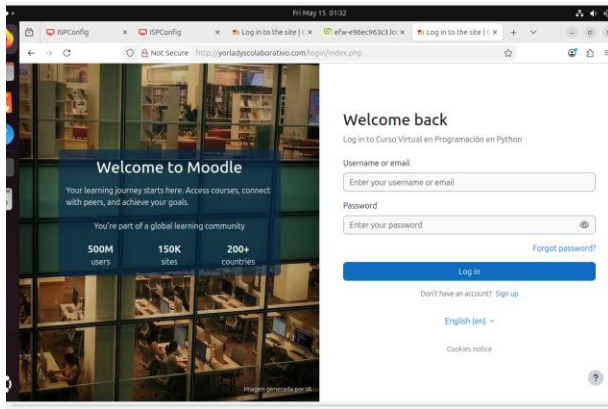 Fri May 15 01:32
ISPConfig
ISPConfig
Log in to the site | C
efw-e96ec963c3.lo
Log in to the site | C
Not Secure http://yorladyscolaborativo.com/login/index.php
Welcome to Moodle
Your learning journey starts here. Access courses, connect
with peers, and achieve your goals.
You're part of a global learning community
500M 150K 200+
users sites countries
Imagen generada por IA
Welcome back
Log in to Curso Virtual en Programación en Python
Username or email
Enter your username or email
Password
Enter your password
Forgot password?
Log in
Don't have an account? Sign up
English (en)
Cookies notice
?